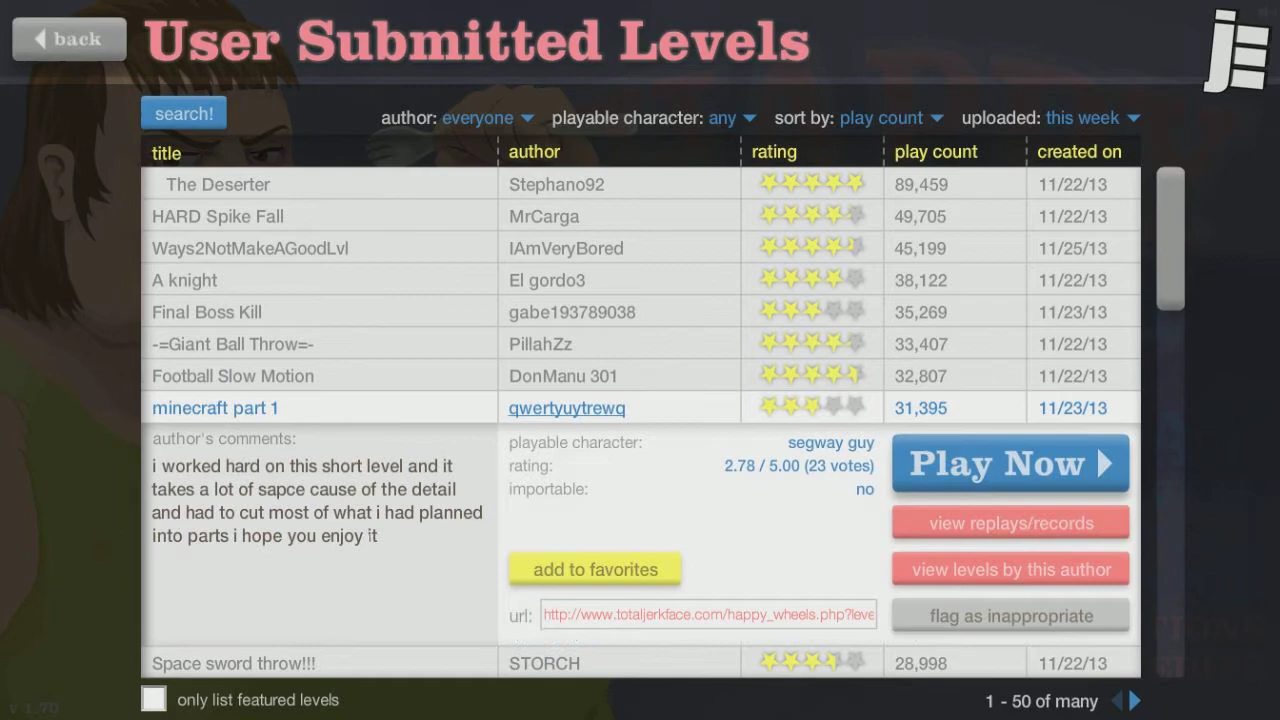 back
User Submitted Levels
jE
search!
author: everyone playable character: any sort by: play count uploaded: this week
title author rating play count created on
The Deserter Stephano92 89,459 11/22/13
HARD Spike Fall MrCarga 49,705 11/22/13
Ways2NotMakeAGoodLvl IAmVeryBored 45,199 11/25/13
A knight El gordo3 38,122 11/22/13
Final Boss Kill gabe193789038 35,269 11/23/13
-=Giant Ball Throw=- PillahZz 33,407 11/22/13
Football Slow Motion DonManu 301 32,807 11/22/13
minecraft part 1 qwertyuytrewq 31,395 11/23/13
author's comments:
i worked hard on this short level and it
takes a lot of sapce cause of the detail
and had to cut most of what i had planned
into parts i hope you enjoy it
playable character: segway guy
rating: 2.78 / 5.00 (23 votes)
importable: no
add to favorites
url: http://www.totaljerkface.com/happy_wheels.php?leve
Play Now
view replays/records
view levels by this author
flag as inappropriate
Space sword throw!!! STORCH 28,998 11/22/13
only list featured levels
1 - 50 of many
v 1.70